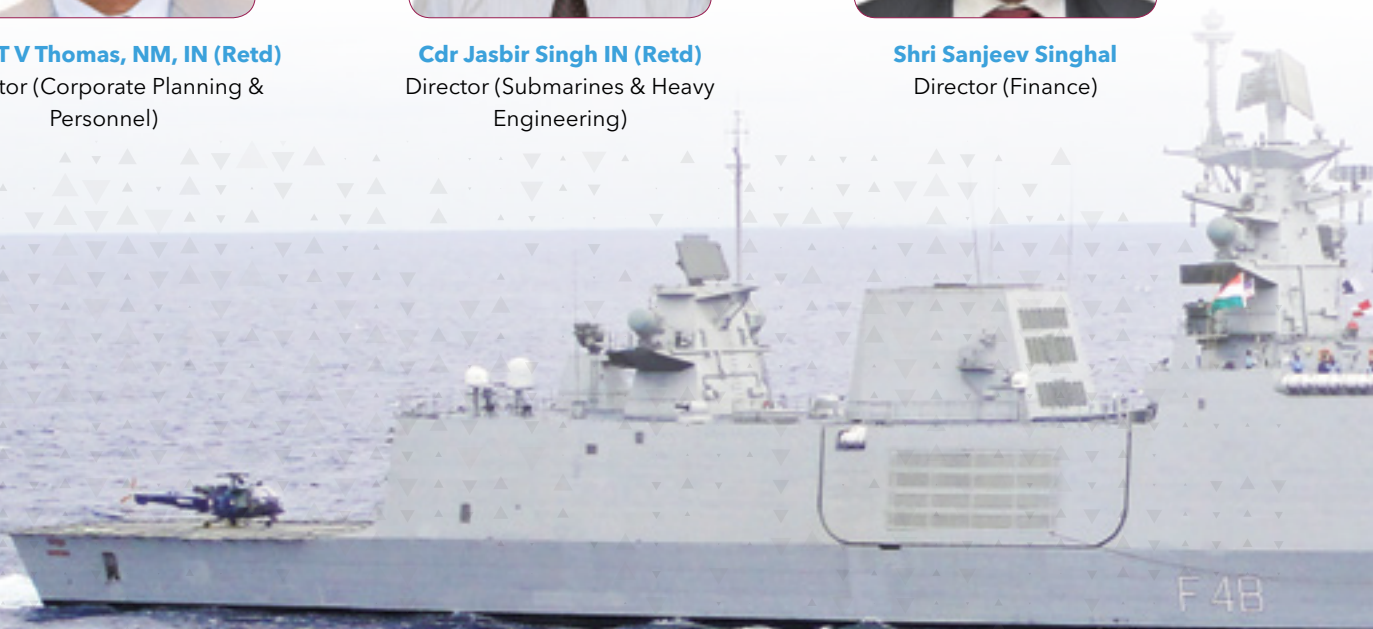 T V Thomas, NM, IN (Retd)
tor (Corporate Planning &
Personnel)
Cdr Jasbir Singh IN (Retd)
Director (Submarines & Heavy
Engineering)
Shri Sanjeev Singhal
Director (Finance)
F 48